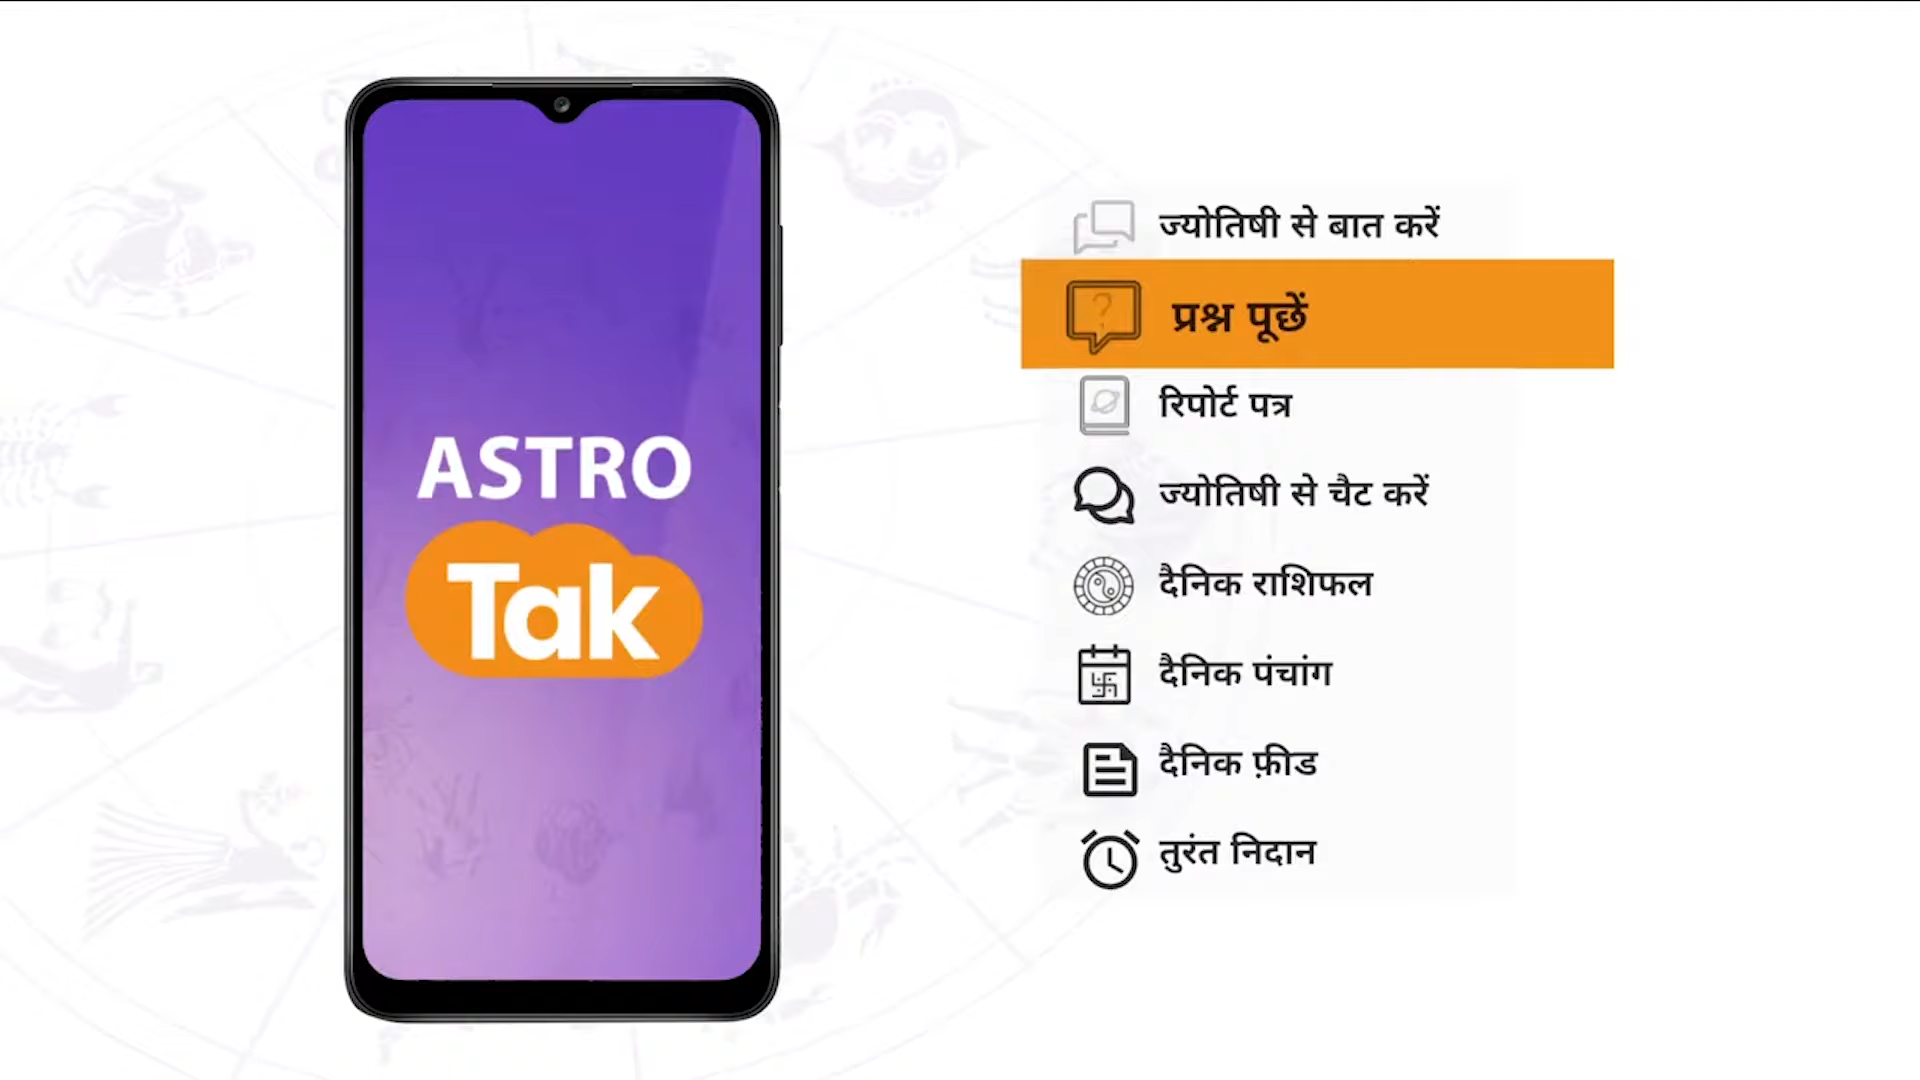 ASTRO
Tak
ज्योतिषी से बात करें
प्रश्न पूछें
रिपोर्ट पत्र
ज्योतिषी से चैट करें
दैनिक राशिफल
दैनिक पंचांग
दैनिक फ़ीड
तुरंत निदान